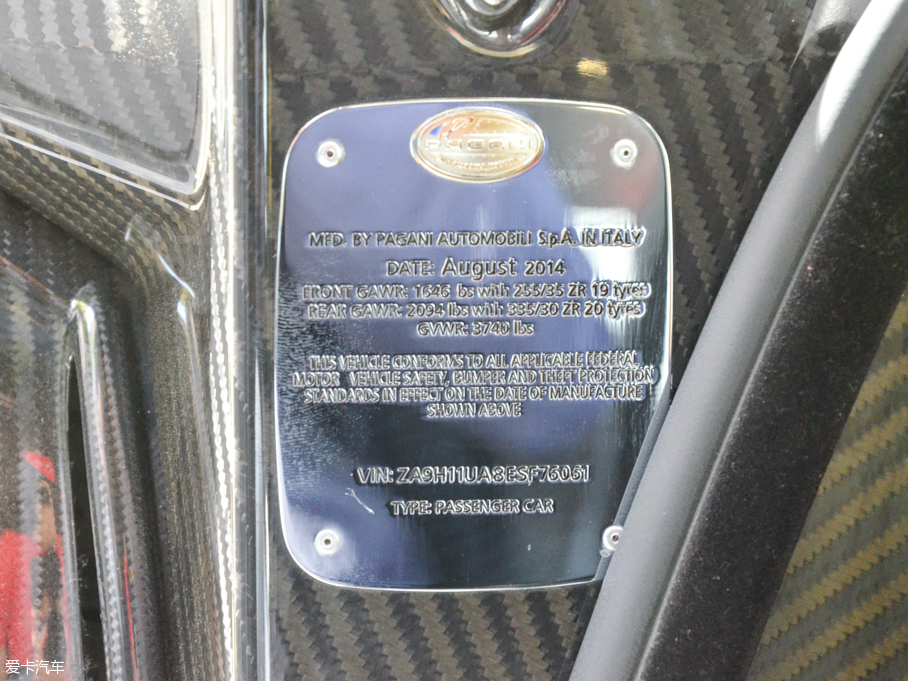 PAGANI
MFD. BY PAGANI AUTOMOBILI S.p.A. IN ITALY
DATE: August 2014
FRONT GAWR: 1646 lbs with 255/35 ZR 19 tyres
REAR GAWR: 2094 lbs with 335/30 ZR 20 tyres
GVWR: 3740 lbs
THIS VEHICLE CONFORMS TO ALL APPLICABLE FEDERAL
MOTOR VEHICLE SAFETY, BUMPER AND THEFT PROTECTION
STANDARDS IN EFFECT ON THE DATE OF MANUFACTURE
SHOWN ABOVE
VIN: ZA9H11UA8ESF76061
TYPE: PASSENGER CAR
爱卡汽车